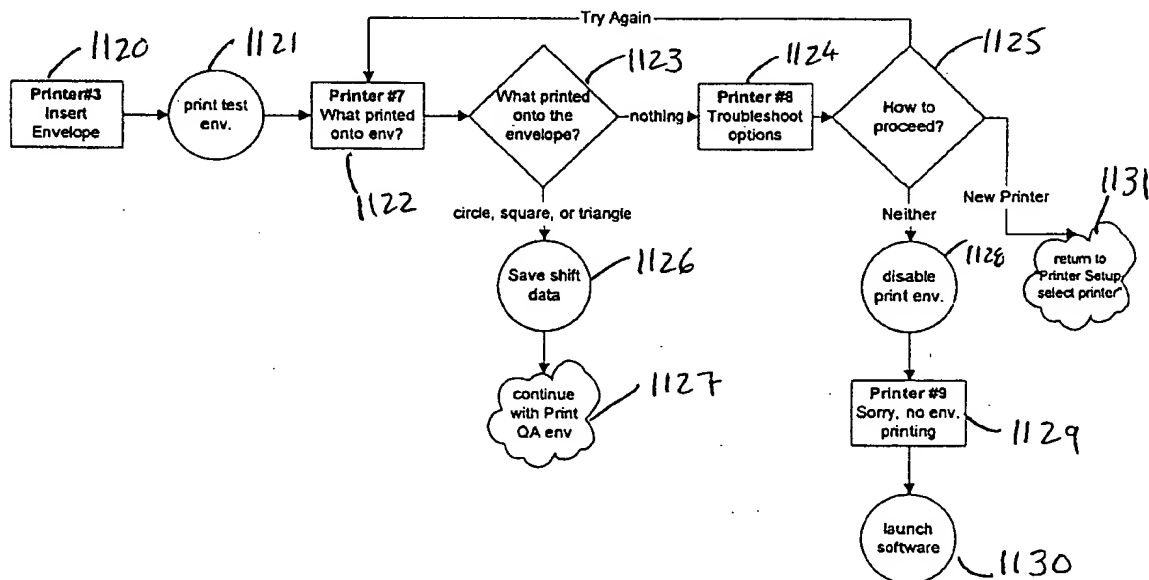 Try Again
1120
1121
1123
1124
1125
Printer#3
Insert
Envelope
print test
env.
Printer #7
What printed
onto env?
What printed
onto the
envelope?
nothing
Printer #8
Troubleshoot
options
How to
proceed?
1122
circle, square, or triangle
Neither
New Printer
1131
Save shift
data
1126
disable
print env.
1128
return to
"Printer Setup,
select printer"
continue
with Print
QA env
1127
Printer #9
Sorry, no env.
printing
1129
launch
software
1130